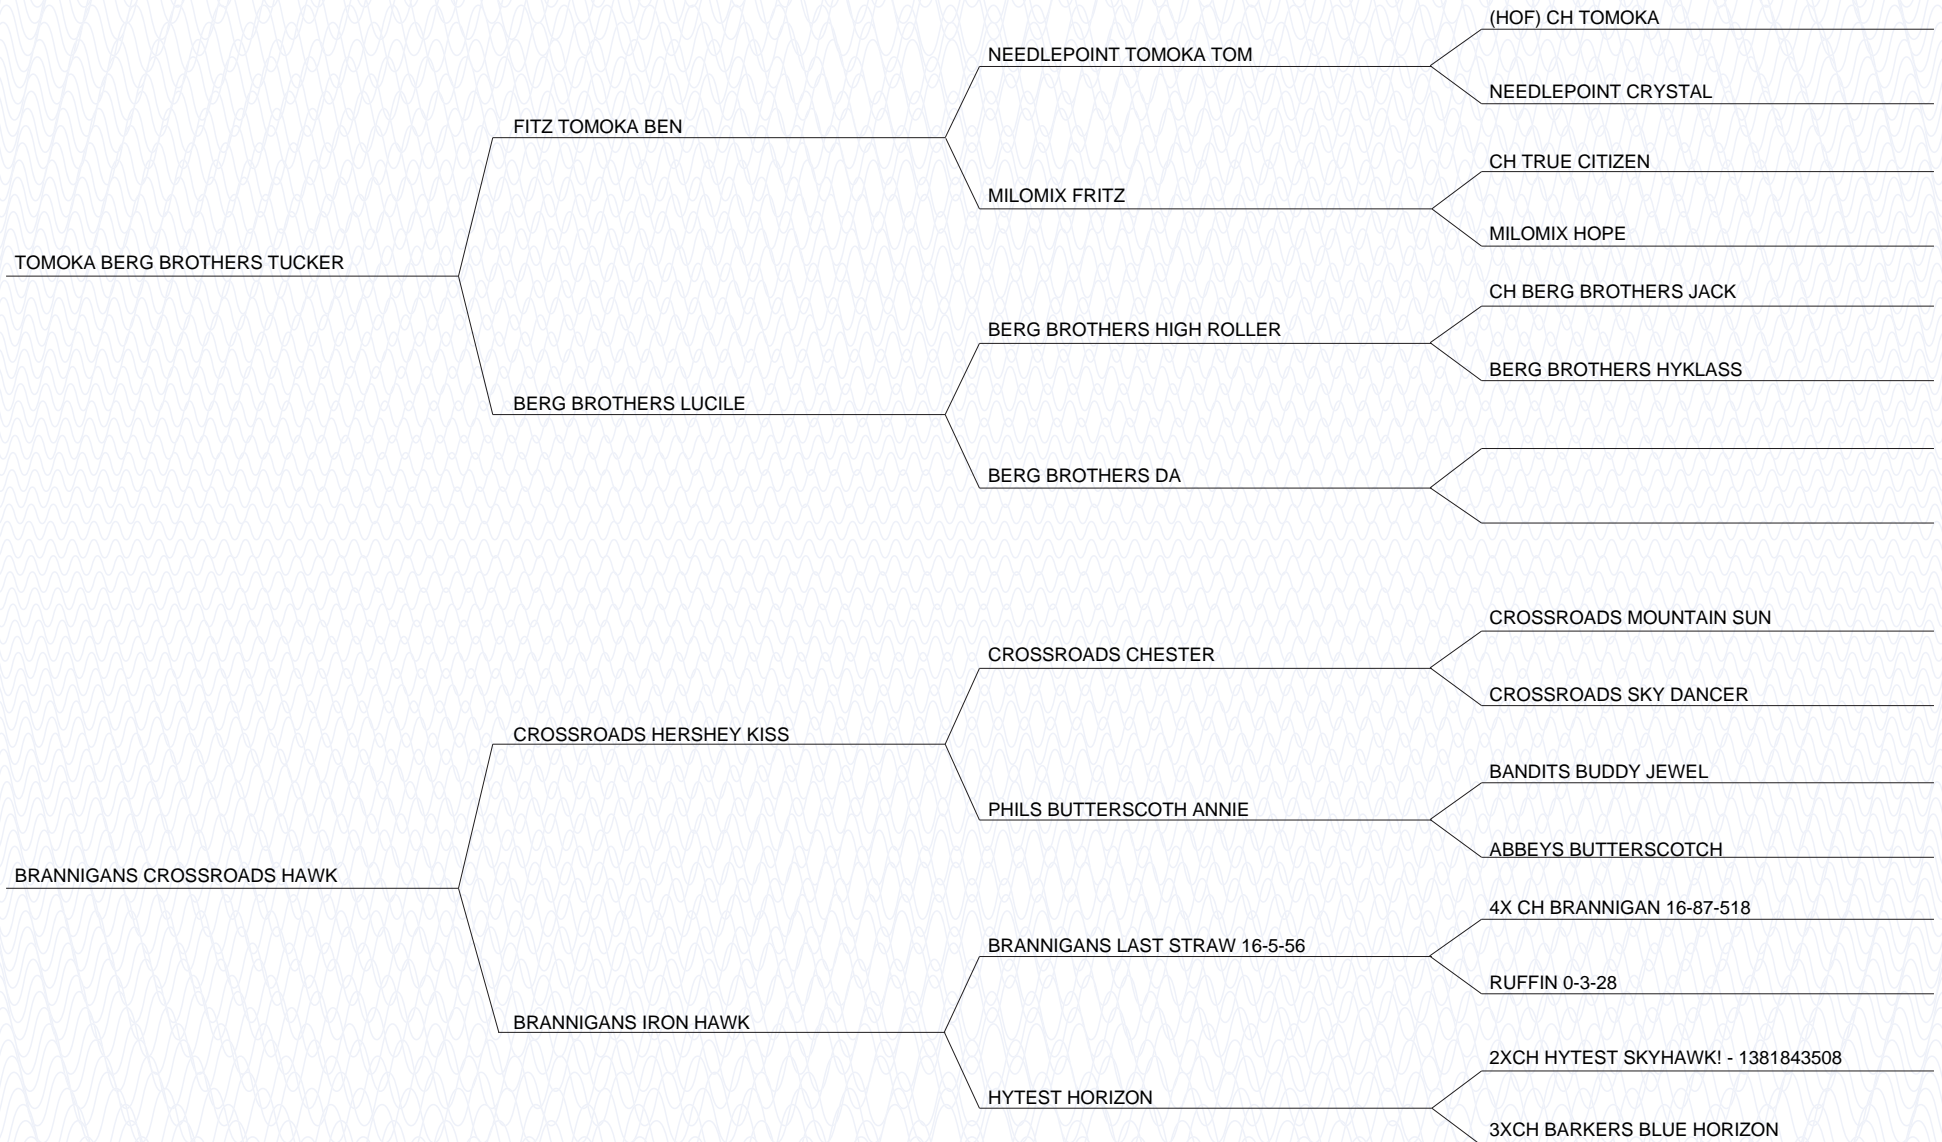 (HOF) CH TOMOKA
NEEDLEPOINT TOMOKA TOM
NEEDLEPOINT CRYSTAL
FITZ TOMOKA BEN
CH TRUE CITIZEN
MILOMIX FRITZ
MILOMIX HOPE
TOMOKA BERG BROTHERS TUCKER
CH BERG BROTHERS JACK
BERG BROTHERS HIGH ROLLER
BERG BROTHERS HYKLASS
BERG BROTHERS LUCILE
BERG BROTHERS DA
CROSSROADS MOUNTAIN SUN
CROSSROADS CHESTER
CROSSROADS SKY DANCER
CROSSROADS HERSHEY KISS
BANDITS BUDDY JEWEL
PHILS BUTTERSCOTH ANNIE
ABBEYS BUTTERSCOTCH
BRANNIGANS CROSSROADS HAWK
4X CH BRANNIGAN 16-87-518
BRANNIGANS LAST STRAW 16-5-56
RUFFIN 0-3-28
BRANNIGANS IRON HAWK
2XCH HYTEST SKYHAWK! - 1381843508
HYTEST HORIZON
3XCH BARKERS BLUE HORIZON